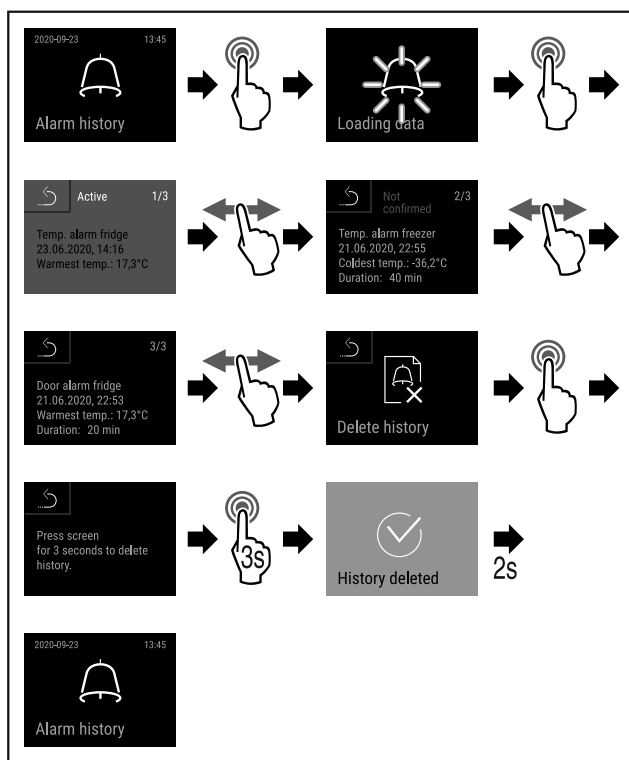 2020-09-23 13:45
Alarm history
Loading data
Active 1/3
Temp. alarm fridge
23.06.2020, 14:16
Warmest temp.: 17,3°C
Not
confirmed
2/3
Temp. alarm freezer
21.06.2020, 22:55
Coldest temp.: -36,2°C
Duration: 40 min
3/3
Door alarm fridge
21.06.2020, 22:53
Warmest temp.: 17,3°C
Duration: 20 min
Delete history
Press screen
for 3 seconds to delete
history.
3s
History deleted
2s
2020-09-23 13:45
Alarm history